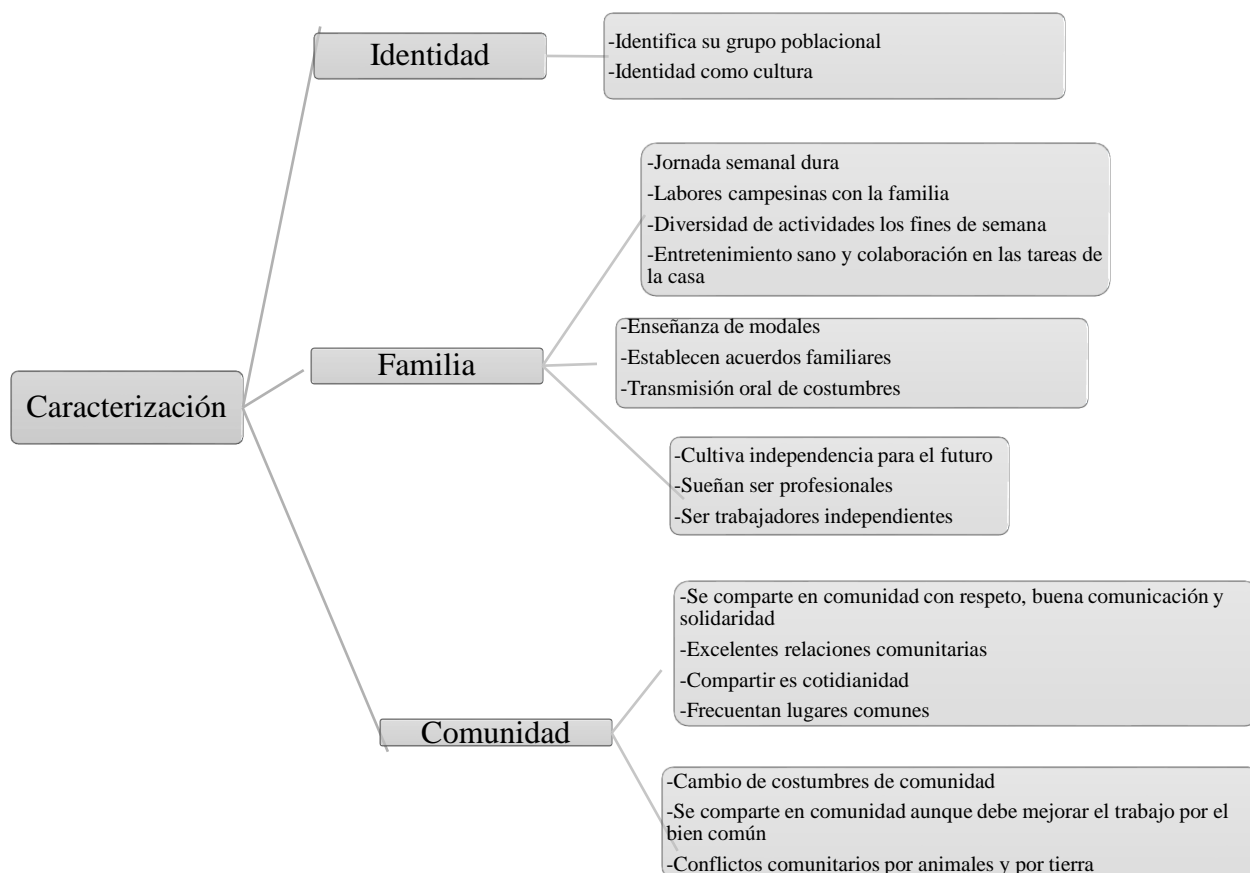 Caracterización
Identidad
-Identifica su grupo poblacional
-Identidad como cultura
Familia
-Jornada semanal dura
-Labores campesinas con la familia
-Diversidad de actividades los fines de semana
-Entretenimiento sano y colaboración en las tareas de
la casa
-Enseñanza de modales
-Establecen acuerdos familiares
-Transmisión oral de costumbres
-Cultiva independencia para el futuro
-Sueñan ser profesionales
-Ser trabajadores independientes
Comunidad
-Se comparte en comunidad con respeto, buena comunicación y
solidaridad
-Excelentes relaciones comunitarias
-Compartir es cotidianidad
-Frecuentan lugares comunes
-Cambio de costumbres de comunidad
-Se comparte en comunidad aunque debe mejorar el trabajo por el
bien común
-Conflictos comunitarios por animales y por tierra